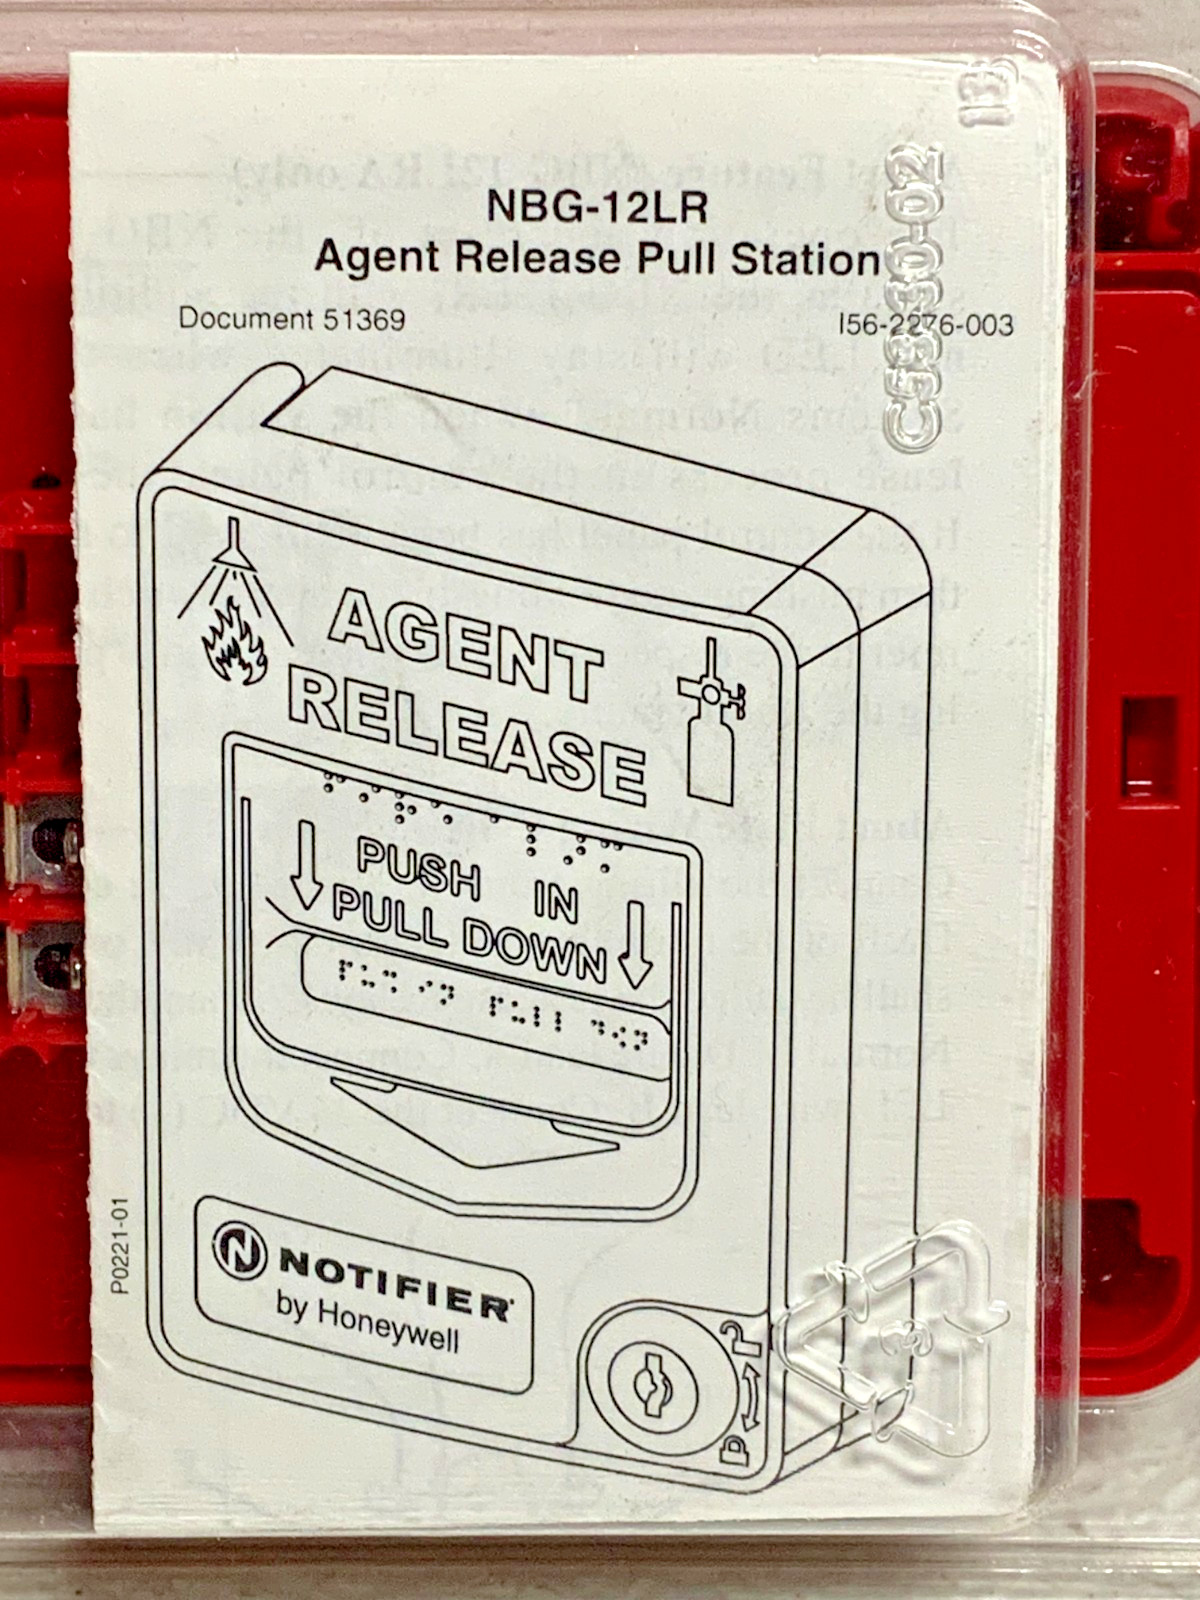 NBG-12LR
Agent Release Pull Station
Document 51369
I56-2276-003
C5330-02
AGENT
RELEASE
PUSH IN
PULL DOWN
P0221-01
N NOTIFIER
by Honeywell
3